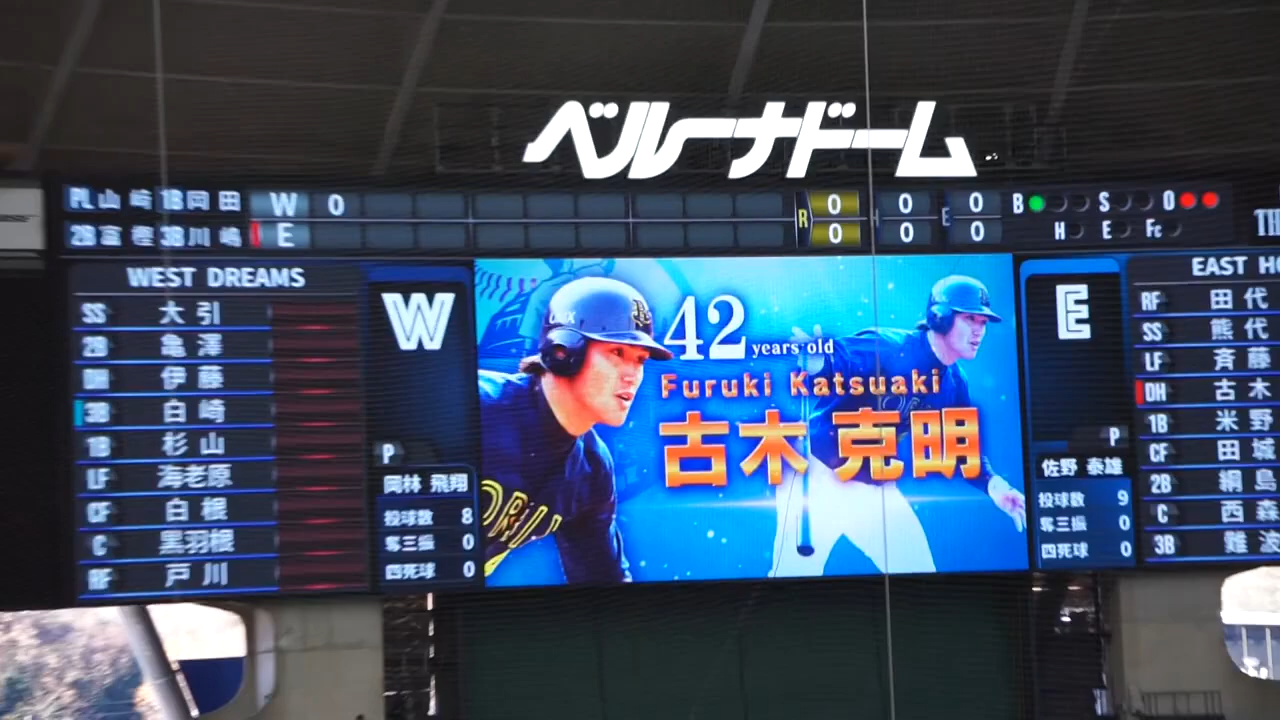 ベルーナドーム
PL 山崎 1B 岡田
2B 富樫 3B 川嶋
W 0
E
R 0 H 0 E 0
0 0 0
B S O
H E Fc
WEST DREAMS
SS 大引
2B 亀澤
DH 伊藤
3B 白崎
1B 杉山
LF 海老原
CF 白根
C 黒羽根
RF 戸川
W
P
岡林 飛翔
投球数 8
奪三振 0
四死球 0
42 years old
Furuki Katsuaki
古木 克明
E
P
佐野 泰雄
投球数 9
奪三振 0
四死球 0
EAST HO
RF 田代
SS 熊代
LF 斉藤
DH 古木
1B 米野
CF 田城
2B 綱島
C 西森
3B 難波